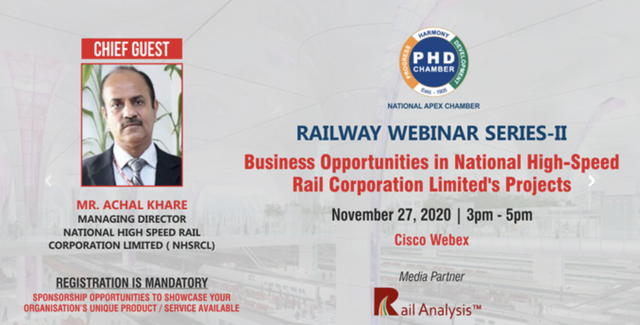 CHIEF GUEST
MR. ACHAL KHARE
MANAGING DIRECTOR
NATIONAL HIGH SPEED RAIL
CORPORATION LIMITED ( NHSRCL)
REGISTRATION IS MANDATORY
SPONSORSHIP OPPORTUNITIES TO SHOWCASE YOUR
ORGANISATION'S UNIQUE PRODUCT / SERVICE AVAILABLE
PROGRESS HARMONY DEVELOPMENT
PHD
CHAMBER
Estd. - 1905
NATIONAL APEX CHAMBER
RAILWAY WEBINAR SERIES-II
Business Opportunities in National High-Speed
Rail Corporation Limited's Projects
November 27, 2020 | 3pm - 5pm
Cisco Webex
Media Partner
Rail Analysis™